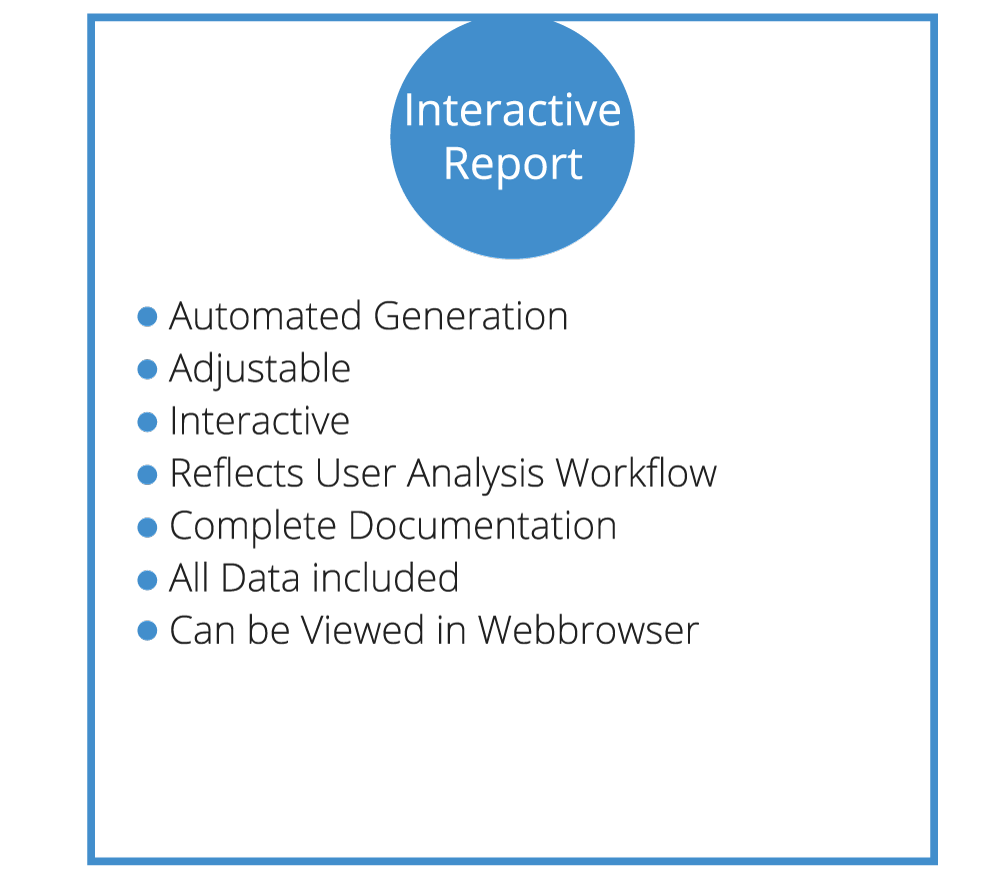 Interactive
Report
Automated Generation
Adjustable
Interactive
Reflects User Analysis Workflow
Complete Documentation
All Data included
Can be Viewed in Webbrowser